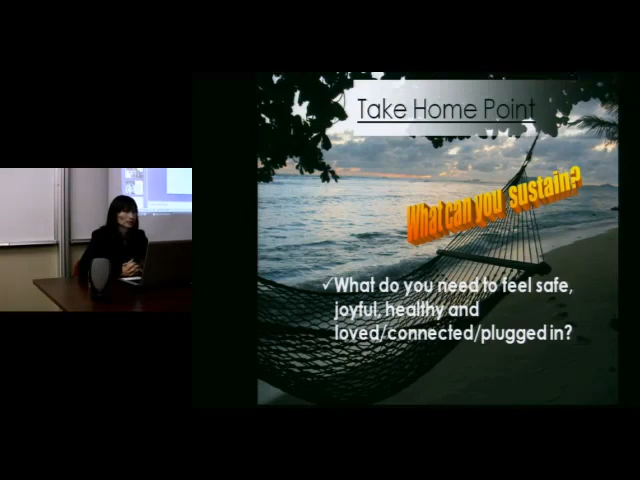 Take Home Point
What can you sustain?
✓What do you need to feel safe,
joyful, healthy and
loved/connected/plugged in?